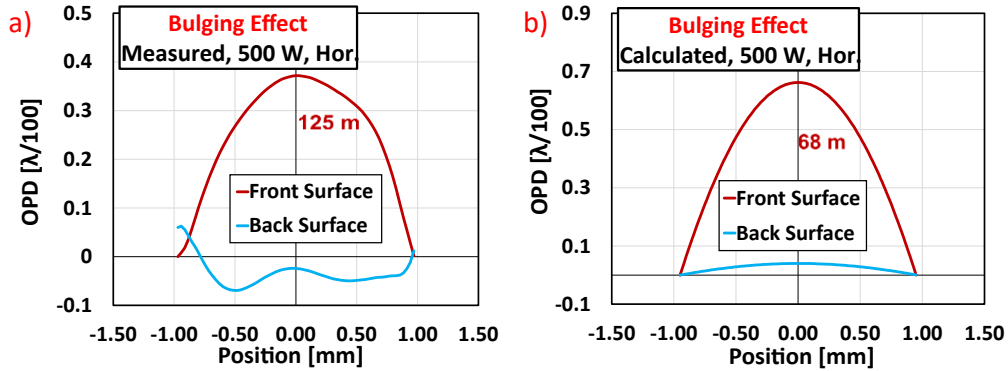 a)
Bulging Effect
Measured, 500 W, Hor.
OPD [λ/100]
0.5
0.4
0.3
0.2
0.1
0
-0.1
125 m
Front Surface
Back Surface
-1.50 -1.00 -0.50 0.00 0.50 1.00 1.50
Position [mm]
b)
Bulging Effect
Calculated, 500 W, Hor.
OPD [λ/100]
0.9
0.7
0.5
0.3
0.1
-0.1
68 m
Front Surface
Back Surface
-1.50 -1.00 -0.50 0.00 0.50 1.00 1.50
Position [mm]